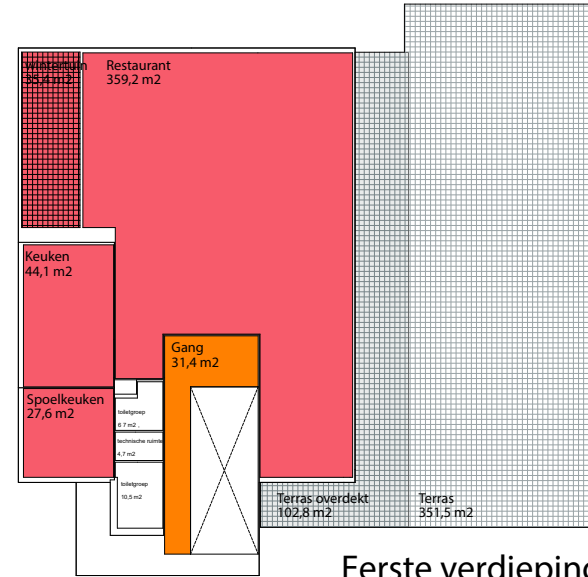 wintertuin
35,4 m2
Restaurant
359,2 m2
Keuken
44,1 m2
Gang
31,4 m2
Spoelkeuken
27,6 m2
toiletgroep
6.7 m2
technische ruimte
4,7 m2
toiletgroep
10,5 m2
Terras overdekt
102,8 m2
Terras
351,5 m2
Eerste verdieping